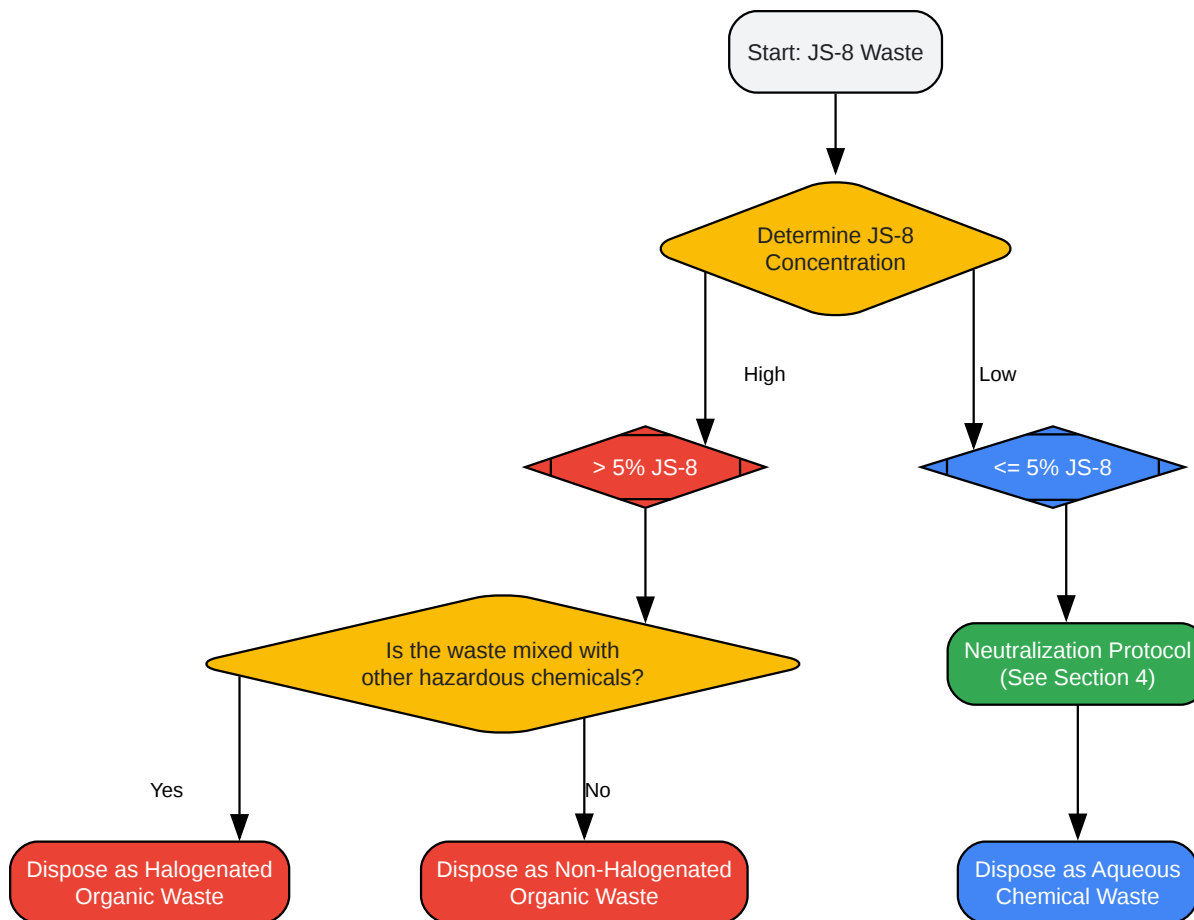 Start: JS-8 Waste
Determine JS-8
Concentration
High
Low
> 5% JS-8
<= 5% JS-8
Is the waste mixed with
other hazardous chemicals?
Neutralization Protocol
(See Section 4)
Yes
No
Dispose as Halogenated
Organic Waste
Dispose as Non-Halogenated
Organic Waste
Dispose as Aqueous
Chemical Waste